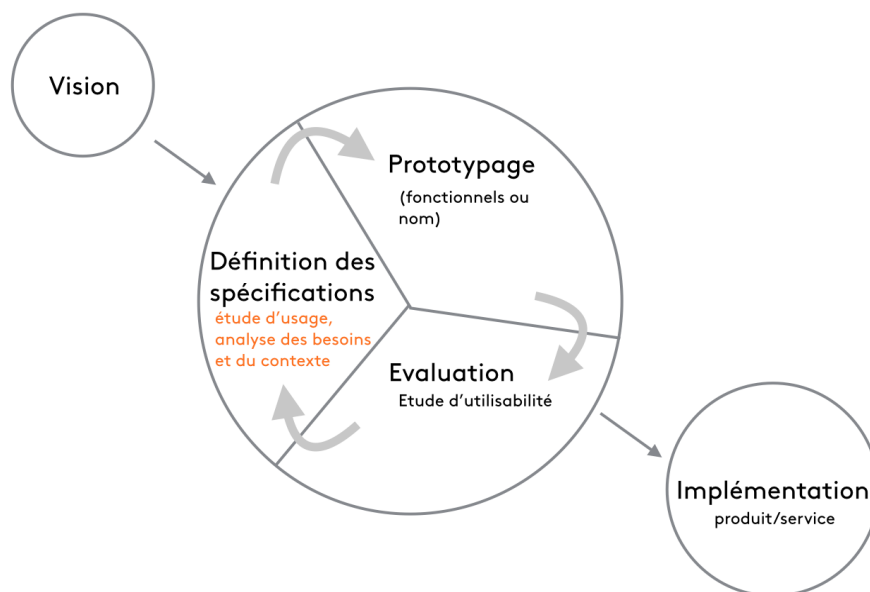 Vision
Prototypage
(fonctionnels ou
nom)
Définition des
spécifications
étude d'usage,
analyse des besoins
et du contexte
Evaluation
Etude d'utilisabilité
Implémentation
produit/service